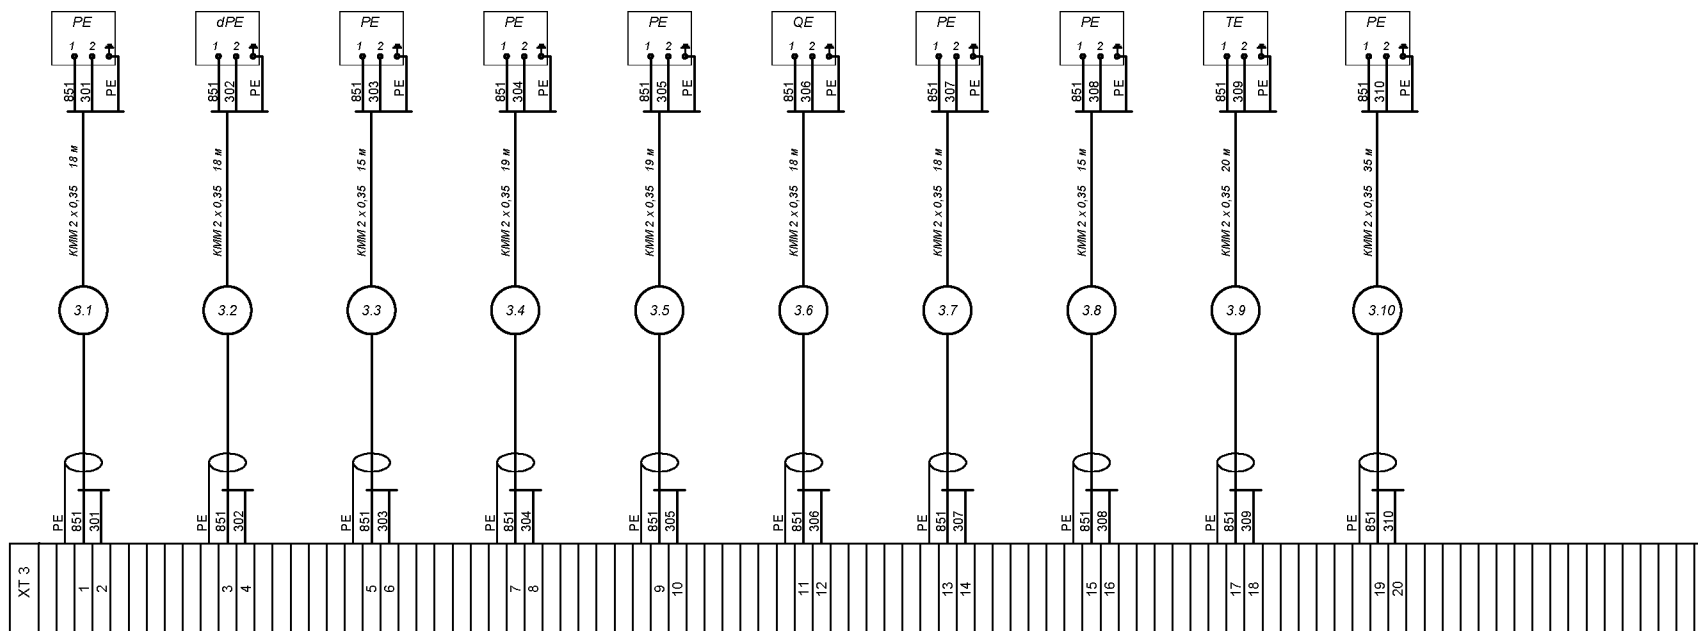 PE dPE PE PE PE QE PE PE TE PE
1 2 1 2 1 2 1 2 1 2 1 2 1 2 1 2 1 2 1 2
851 301 PE 851 302 PE 851 303 PE 851 304 PE 851 305 PE 851 306 PE 851 307 PE 851 308 PE 851 309 PE 851 310 PE
КММ 2 x 0,35 18 м
КММ 2 x 0,35 18 м
КММ 2 x 0,35 15 м
КММ 2 x 0,35 19 м
КММ 2 x 0,35 19 м
КММ 2 x 0,35 18 м
КММ 2 x 0,35 18 м
КММ 2 x 0,35 15 м
КММ 2 x 0,35 20 м
КММ 2 x 0,35 35 м
3.1 3.2 3.3 3.4 3.5 3.6 3.7 3.8 3.9 3.10
PE 851 301 PE 851 302 PE 851 303 PE 851 304 PE 851 305 PE 851 306 PE 851 307 PE 851 308 PE 851 309 PE 851 310
XT 3 1 2 3 4 5 6 7 8 9 10 11 12 13 14 15 16 17 18 19 20